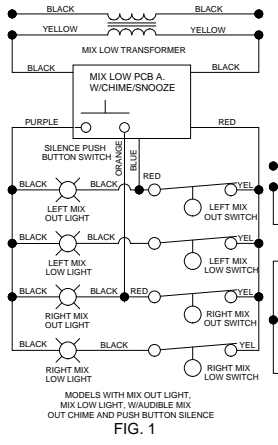 BLACK BLACK
YELLOW YELLOW
MIX LOW TRANSFORMER
BLACK BLACK
MIX LOW PCB A.
W/CHIME/SNOOZE
PURPLE RED
SILENCE PUSH
BUTTON SWITCH
ORANGE
BLUE
RED
BLACK BLACK YEL
LEFT MIX
OUT LIGHT
LEFT MIX
OUT SWITCH
BLACK BLACK YEL
LEFT MIX
LOW LIGHT
LEFT MIX
LOW SWITCH
BLACK BLACK RED YEL
RIGHT MIX
OUT LIGHT
RIGHT MIX
OUT SWITCH
BLACK BLACK YEL
RIGHT MIX
LOW LIGHT
RIGHT MIX
LOW SWITCH
MODELS WITH MIX OUT LIGHT,
MIX LOW LIGHT, W/AUDIBLE MIX
OUT CHIME AND PUSH BUTTON SILENCE
FIG. 1